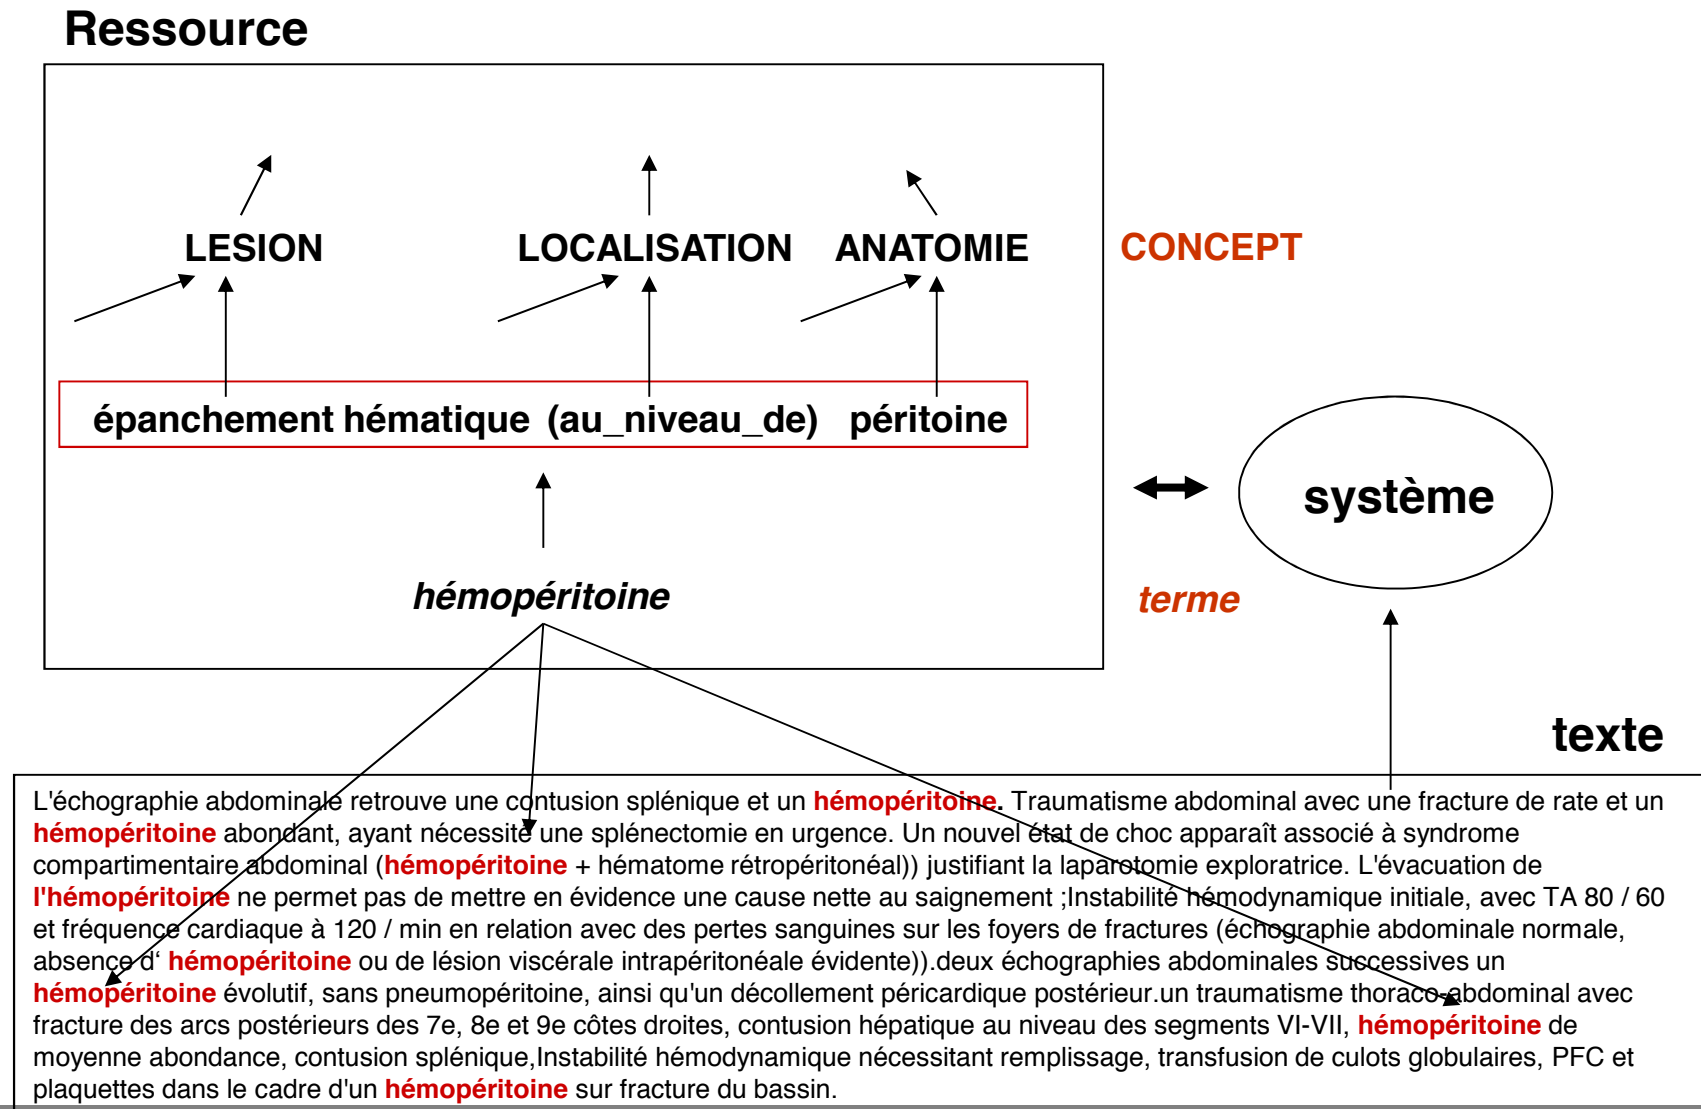 Ressource
LESION LOCALISATION ANATOMIE CONCEPT
épanchement hématique (au_niveau_de) péritoine
système
hémopéritoine terme
texte
L'échographie abdominale retrouve une contusion splénique et un hémopéritoine. Traumatisme abdominal avec une fracture de rate et un
hémopéritoine abondant, ayant nécessité une splénectomie en urgence. Un nouvel état de choc apparaît associé à syndrome
compartimentaire abdominal (hémopéritoine + hématome rétropéritonéal)) justifiant la laparotomie exploratrice. L'évacuation de
l'hémopéritoine ne permet pas de mettre en évidence une cause nette au saignement ;Instabilité hémodynamique initiale, avec TA 80 / 60
et fréquence cardiaque à 120 / min en relation avec des pertes sanguines sur les foyers de fractures (échographie abdominale normale,
absence d‘ hémopéritoine ou de lésion viscérale intrapéritonéale évidente)).deux échographies abdominales successives un
hémopéritoine évolutif, sans pneumopéritoine, ainsi qu'un décollement péricardique postérieur.un traumatisme thoraco-abdominal avec
fracture des arcs postérieurs des 7e, 8e et 9e côtes droites, contusion hépatique au niveau des segments VI-VII, hémopéritoine de
moyenne abondance, contusion splénique,Instabilité hémodynamique nécessitant remplissage, transfusion de culots globulaires, PFC et
plaquettes dans le cadre d'un hémopéritoine sur fracture du bassin.